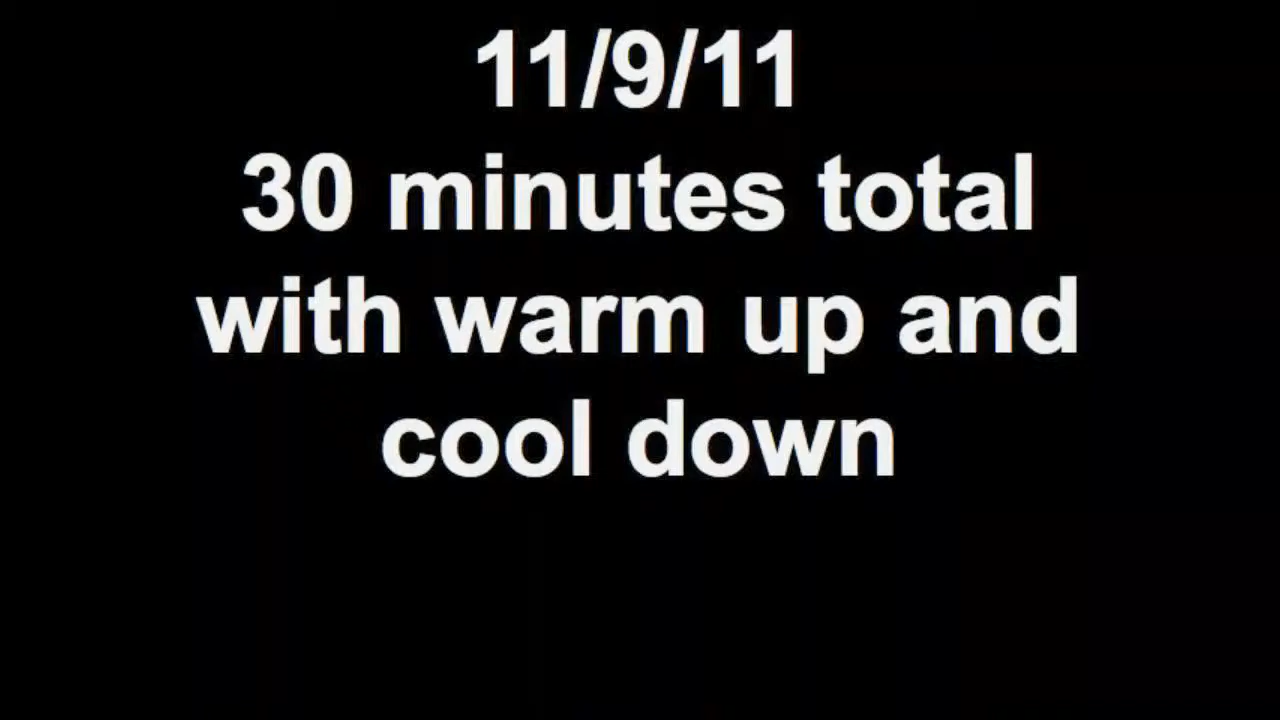 11/9/11
30 minutes total
with warm up and
cool down